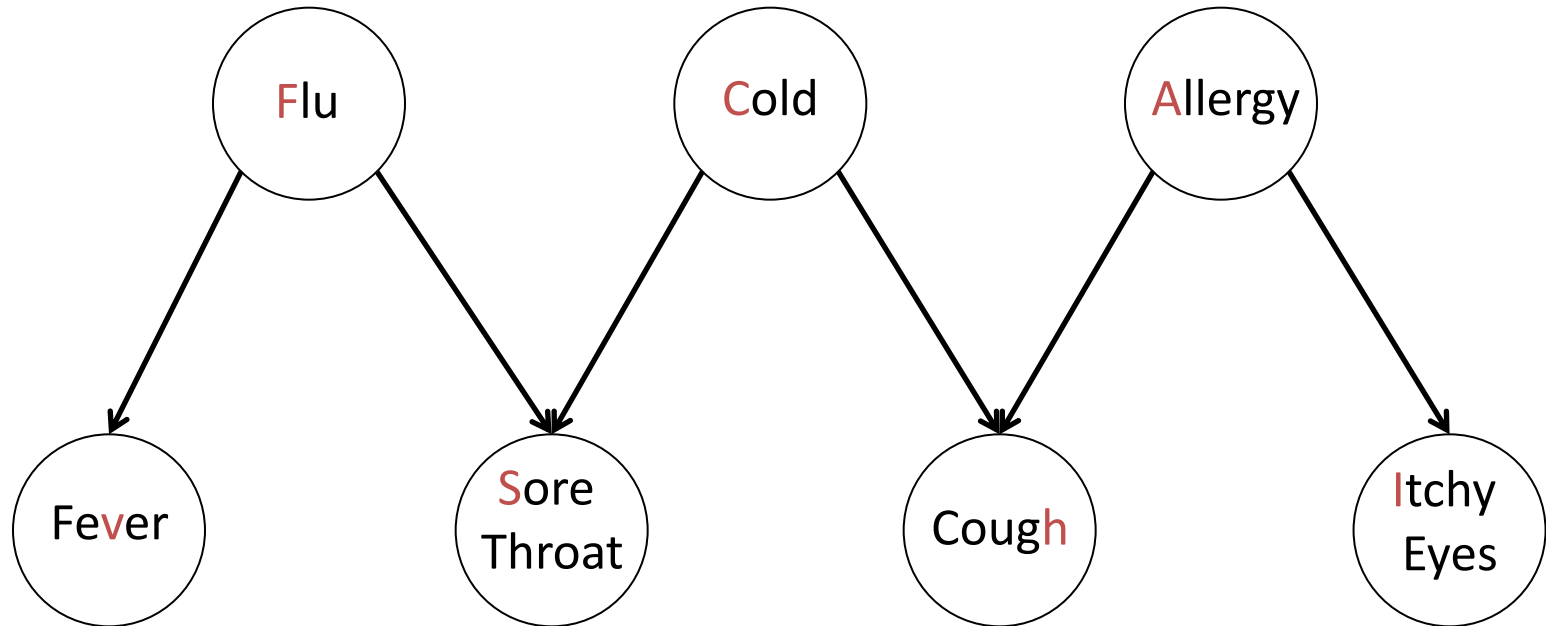 Flu
Cold
Allergy
Fever
Sore
Throat
Cough
Itchy
Eyes